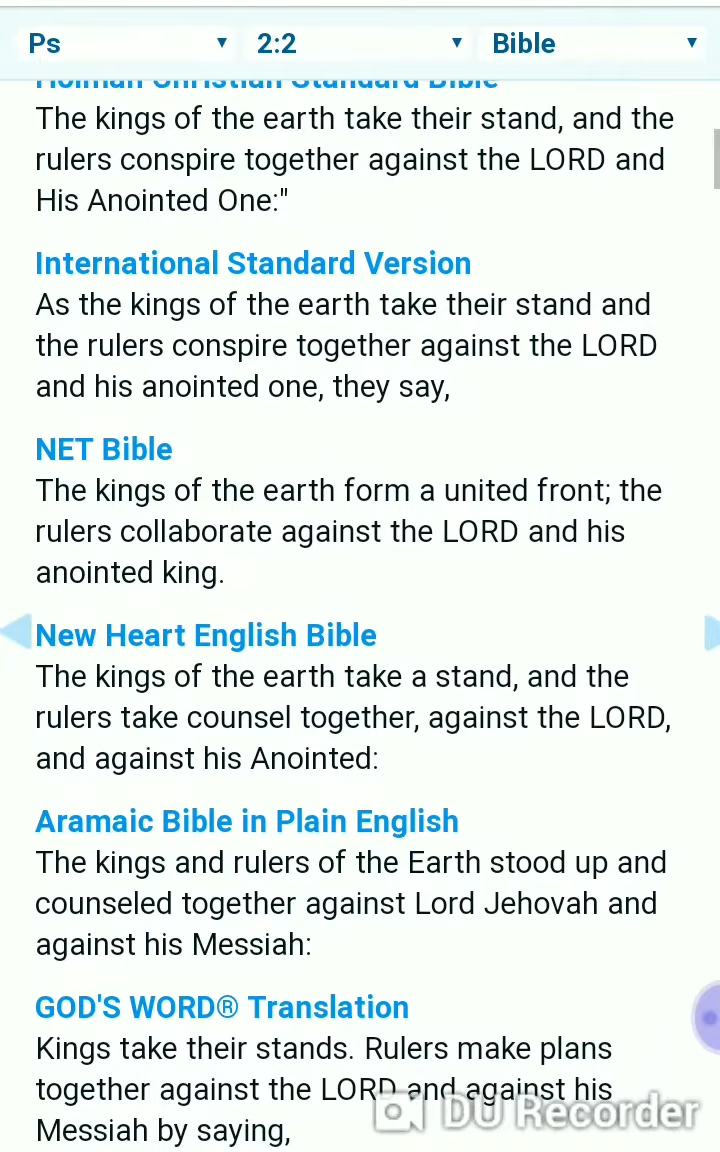 Ps 2:2 Bible
Holman Christian Standard Bible
The kings of the earth take their stand, and the
rulers conspire together against the LORD and
His Anointed One:"
International Standard Version
As the kings of the earth take their stand and
the rulers conspire together against the LORD
and his anointed one, they say,
NET Bible
The kings of the earth form a united front; the
rulers collaborate against the LORD and his
anointed king.
New Heart English Bible
The kings of the earth take a stand, and the
rulers take counsel together, against the LORD,
and against his Anointed:
Aramaic Bible in Plain English
The kings and rulers of the Earth stood up and
counseled together against Lord Jehovah and
against his Messiah:
GOD'S WORD® Translation
Kings take their stands. Rulers make plans
together against the LORD and against his
Messiah by saying,
DU Recorder